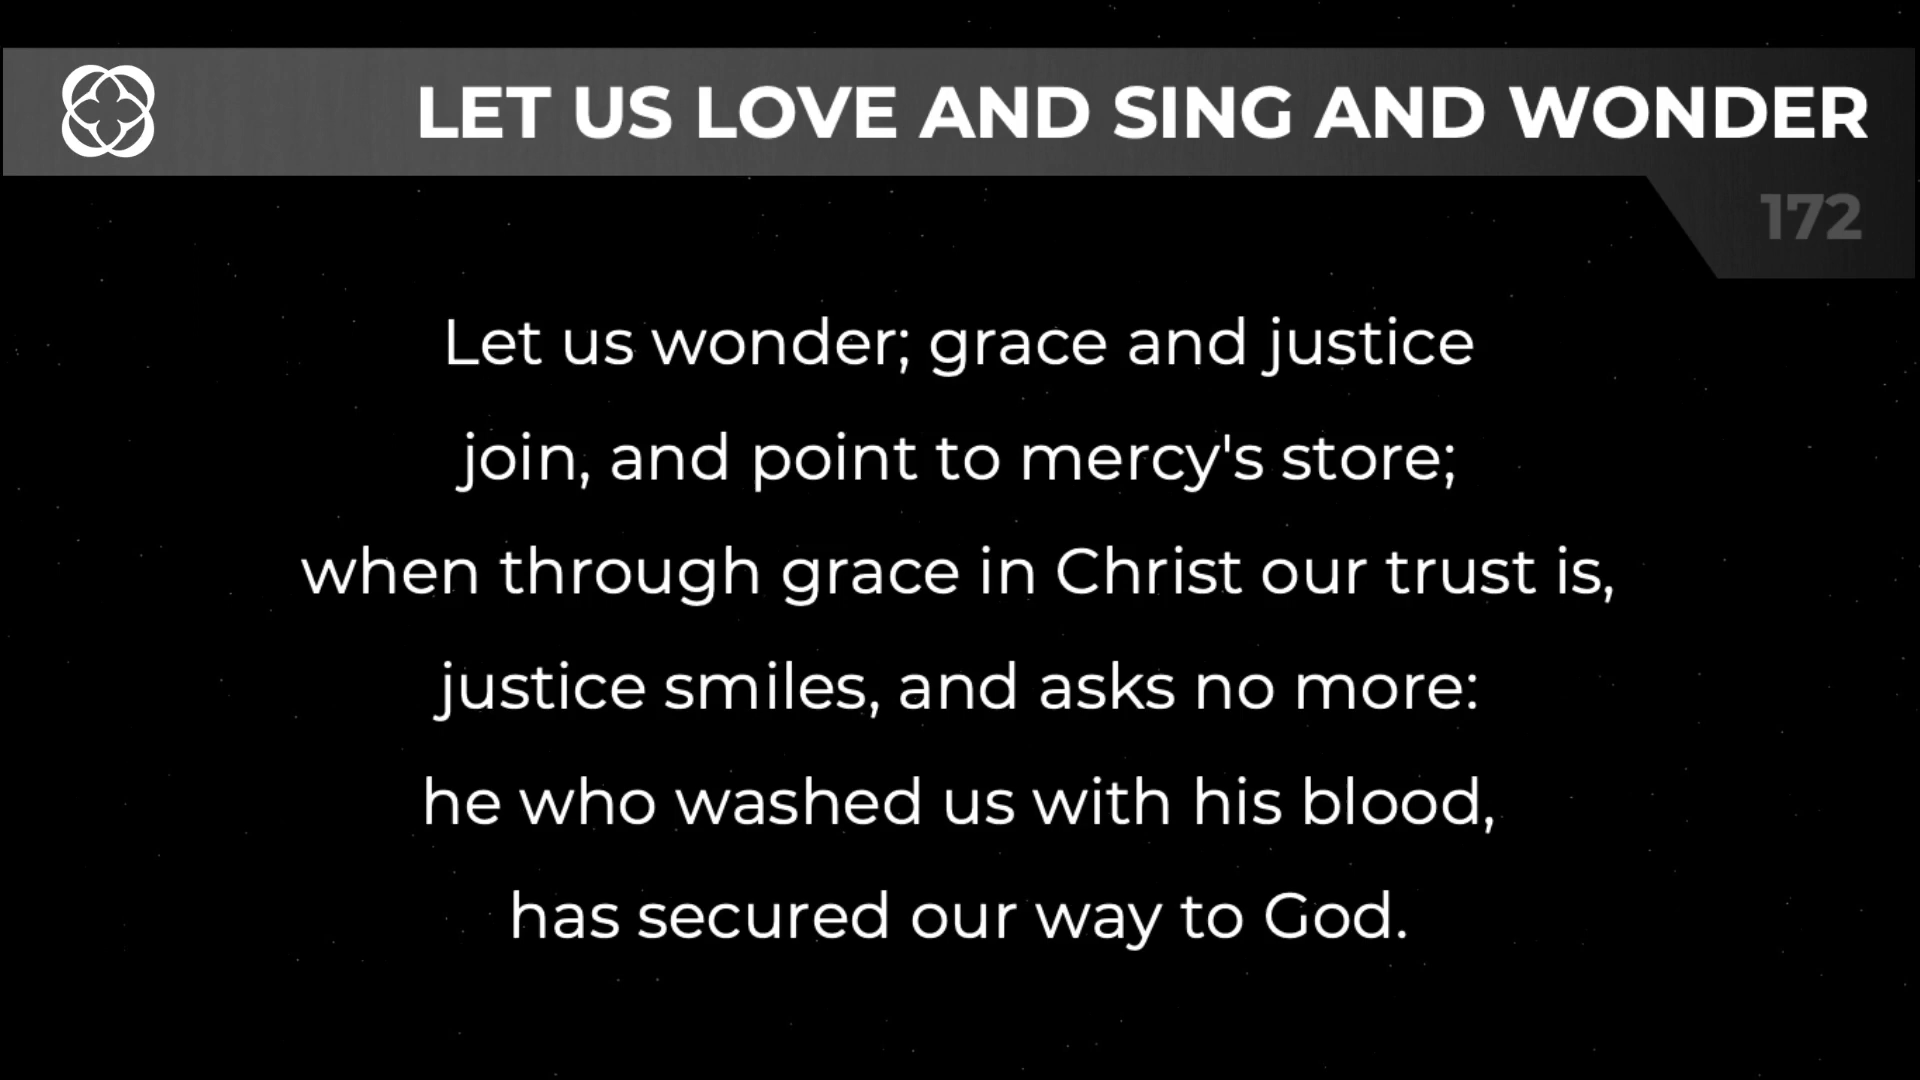 LET US LOVE AND SING AND WONDER
172
Let us wonder; grace and justice
join, and point to mercy's store;
when through grace in Christ our trust is,
justice smiles, and asks no more:
he who washed us with his blood,
has secured our way to God.